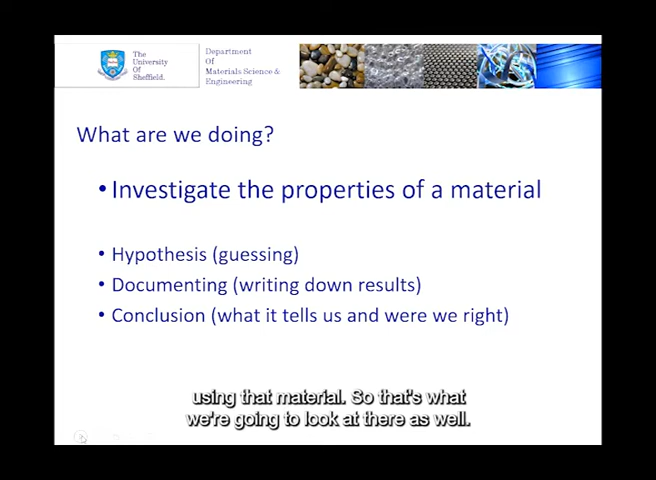 The
University
Of
Sheffield.
Department
Of
Materials Science &
Engineering
What are we doing?
• Investigate the properties of a material
• Hypothesis (guessing)
• Documenting (writing down results)
• Conclusion (what it tells us and were we right)
using that material. So that's what
we're going to look at there as well.